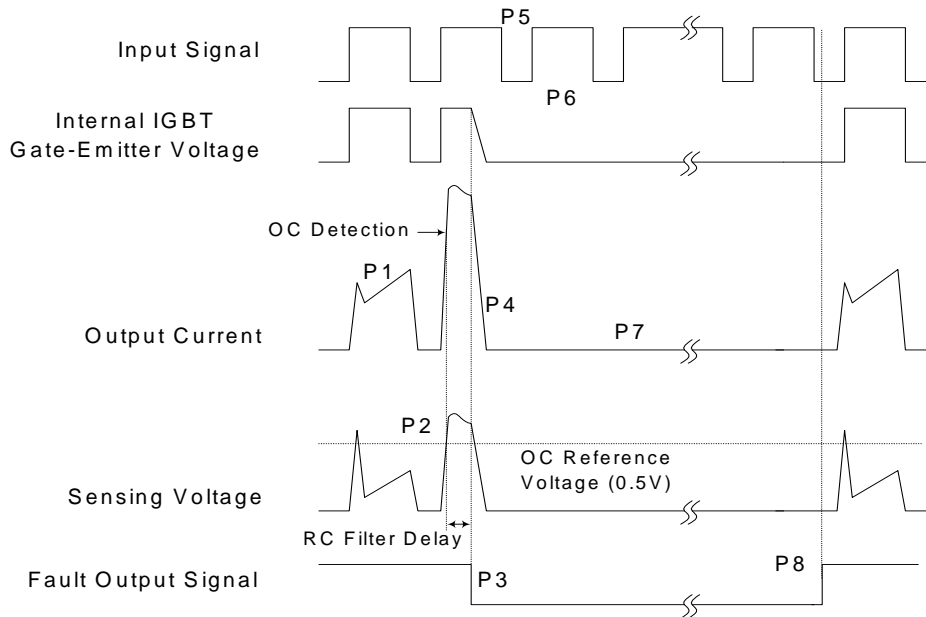 P5
Input Signal
P6
Internal IGBT
Gate-Emitter Voltage
OC Detection
P1
P4
Output Current
P7
P2
OC Reference
Voltage (0.5V)
Sensing Voltage
RC Filter Delay
Fault Output Signal
P3
P8